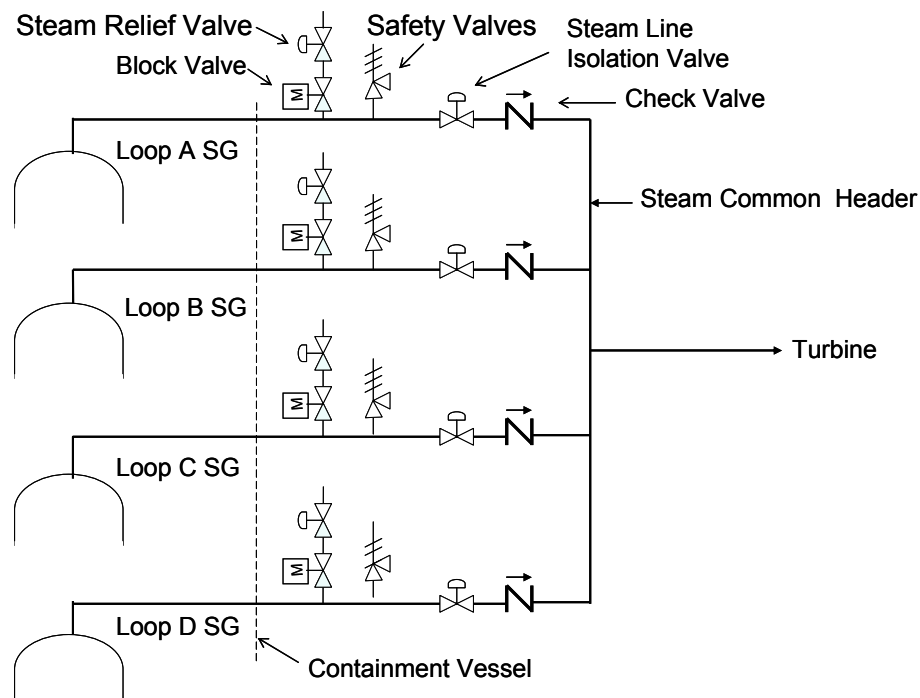 Steam Relief Valve
Safety Valves
Steam Line
Isolation Valve
Block Valve
Check Valve
M
Loop A SG
Steam Common Header
M
Loop B SG
Turbine
M
Loop C SG
M
Loop D SG
Containment Vessel